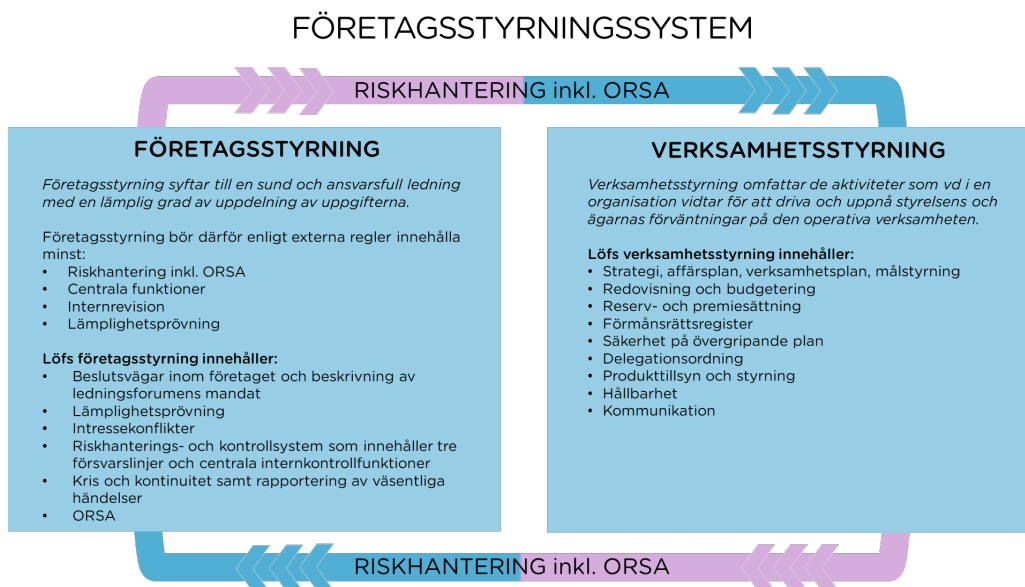 FÖRETAGSSTYRNINGSSYSTEM
RISKHANTERING inkl. ORSA
FÖRETAGSSTYRNING
Företagsstyrning syftar till en sund och ansvarsfull ledning
med en lämplig grad av uppdelning av uppgifterna.
Företagsstyrning bör därför enligt externa regler innehålla
minst:
• Riskhantering inkl. ORSA
• Centrala funktioner
• Internrevision
• Lämplighetsprövning
Löfs företagsstyrning innehåller:
• Beslutsvägar inom företaget och beskrivning av
ledningsforumens mandat
• Lämplighetsprövning
• Intressekonflikter
• Riskhanterings- och kontrollsystem som innehåller tre
försvarslinjer och centrala internkontrollfunktioner
• Kris och kontinuitet samt rapportering av väsentliga
händelser
• ORSA
VERKSAMHETSSTYRNING
Verksamhetsstyrning omfattar de aktiviteter som vd i en
organisation vidtar för att driva och uppnå styrelsens och
ägarnas förväntningar på den operativa verksamheten.
Löfs verksamhetsstyrning innehåller:
• Strategi, affärsplan, verksamhetsplan, målstyrning
• Redovisning och budgetering
• Reserv- och premiesättning
• Förmånsrättsregister
• Säkerhet på övergripande plan
• Delegationsordning
• Produkttillsyn och styrning
• Hållbarhet
• Kommunikation
RISKHANTERING inkl. ORSA